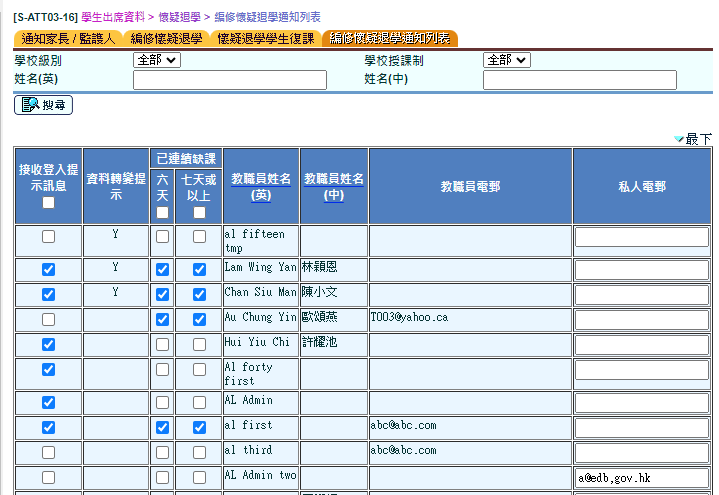 [S-ATT03-16] 學生出席資料 > 懷疑退學 > 編修懷疑退學通知列表
通知家長 / 監護人 編修懷疑退學 懷疑退學學生復課 編修懷疑退學通知列表
學校級別 全部 學校授課制 全部
姓名(英) 姓名(中)
搜尋
最下
接收登入提示訊息 資料轉變提示 已連續缺課 六天 七天或以上 教職員姓名(英) 教職員姓名(中) 教職員電郵 私人電郵
Y al fifteen tmp
Y Lam Wing Yan 林穎恩
Y Chan Siu Man 陳小文
Au Chung Yin 歐頌燕 T003@yahoo.ca
Hui Yiu Chi 許懼池
Al forty first
AL Admin
al first abc@abc.com
al third abc@abc.com
AL Admin two a@edb.gov.hk